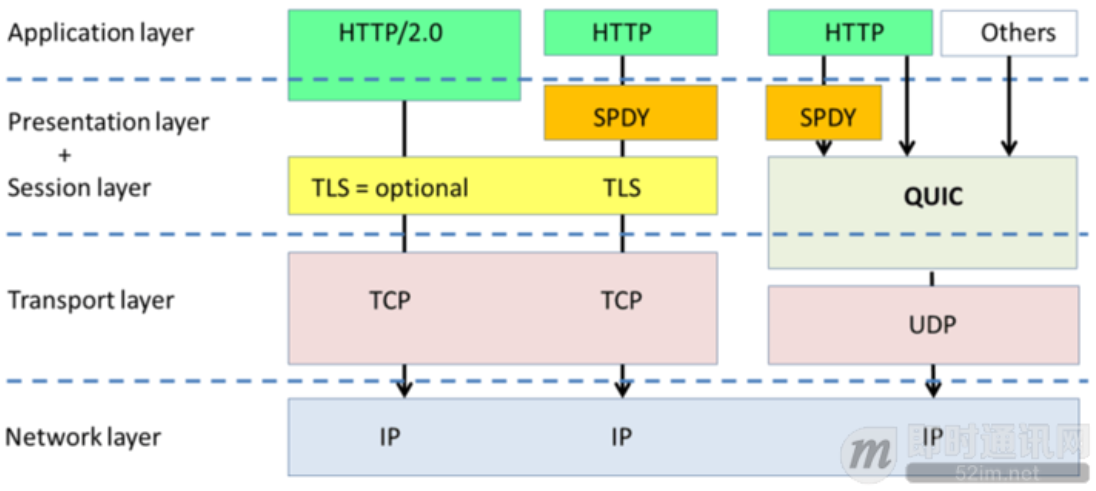 Application layer
HTTP/2.0
HTTP
HTTP
Others
Presentation layer
+
Session layer
SPDY
SPDY
TLS = optional
TLS
QUIC
Transport layer
TCP
TCP
UDP
Network layer
IP
IP
IP
m 即时通讯网
52im.net